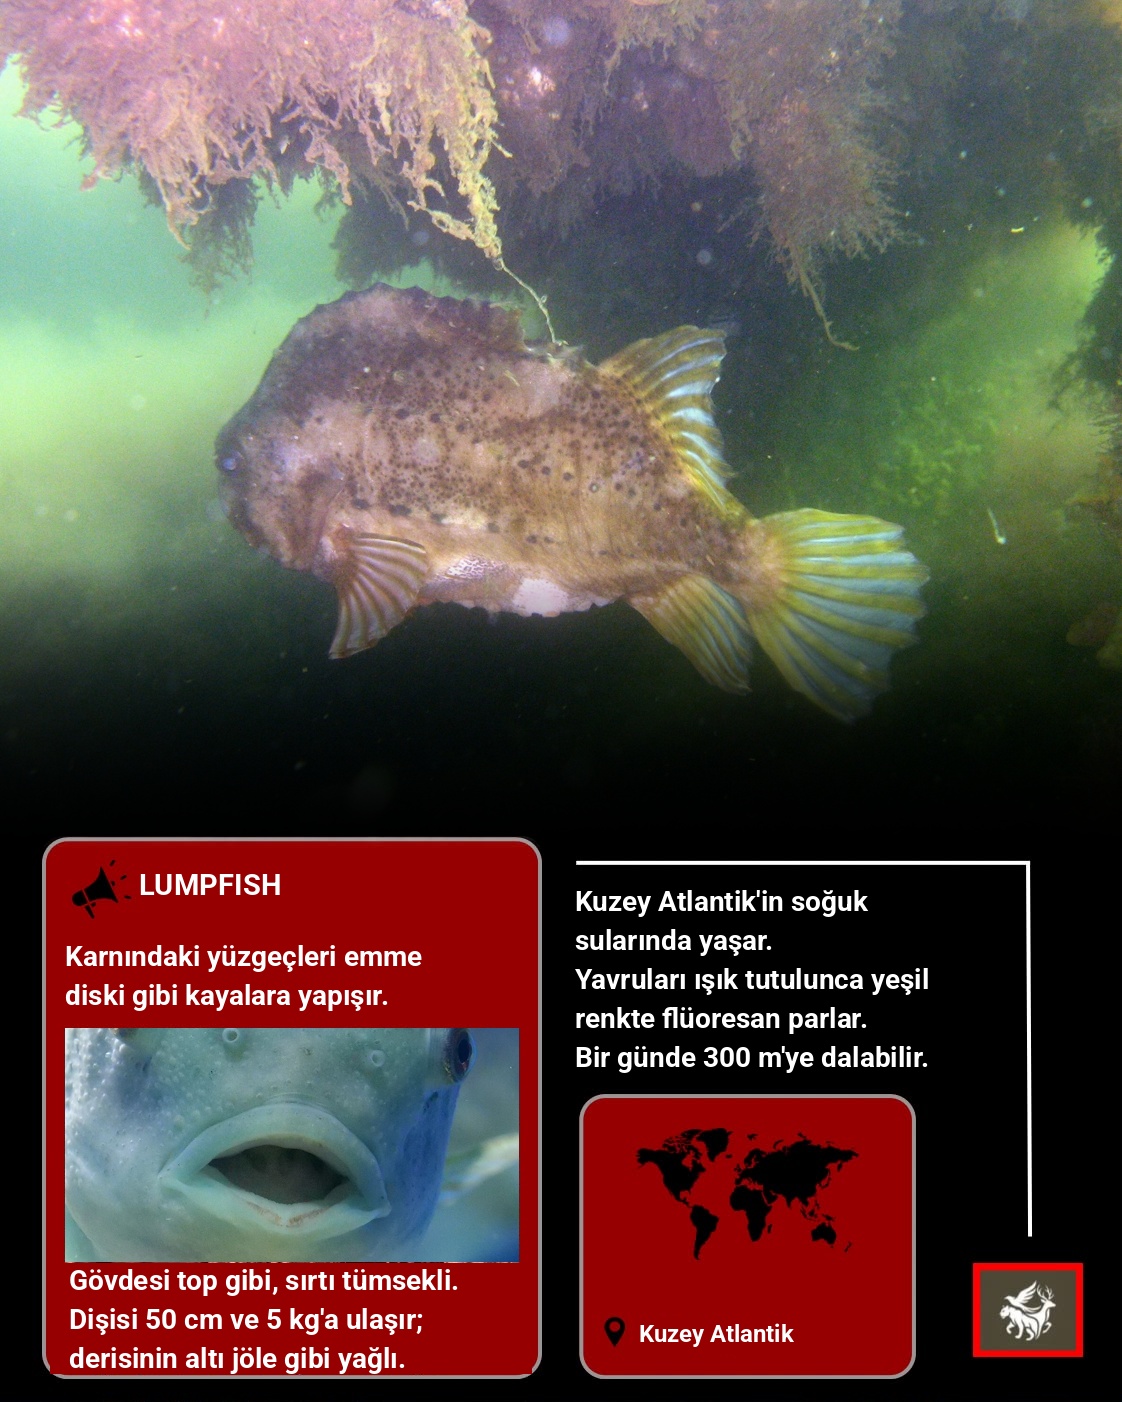 LUMPFISH
Karnındaki yüzgeçleri emme
diski gibi kayalara yapışır.
Gövdesi top gibi, sırtı tümsekli.
Dişisi 50 cm ve 5 kg'a ulaşır;
derisinin altı jöle gibi yağlı.
Kuzey Atlantik'in soğuk
sularında yaşar.
Yavruları ışık tutulunca yeşil
renkte flüoresan parlar.
Bir günde 300 m'ye dalabilir.
Kuzey Atlantik